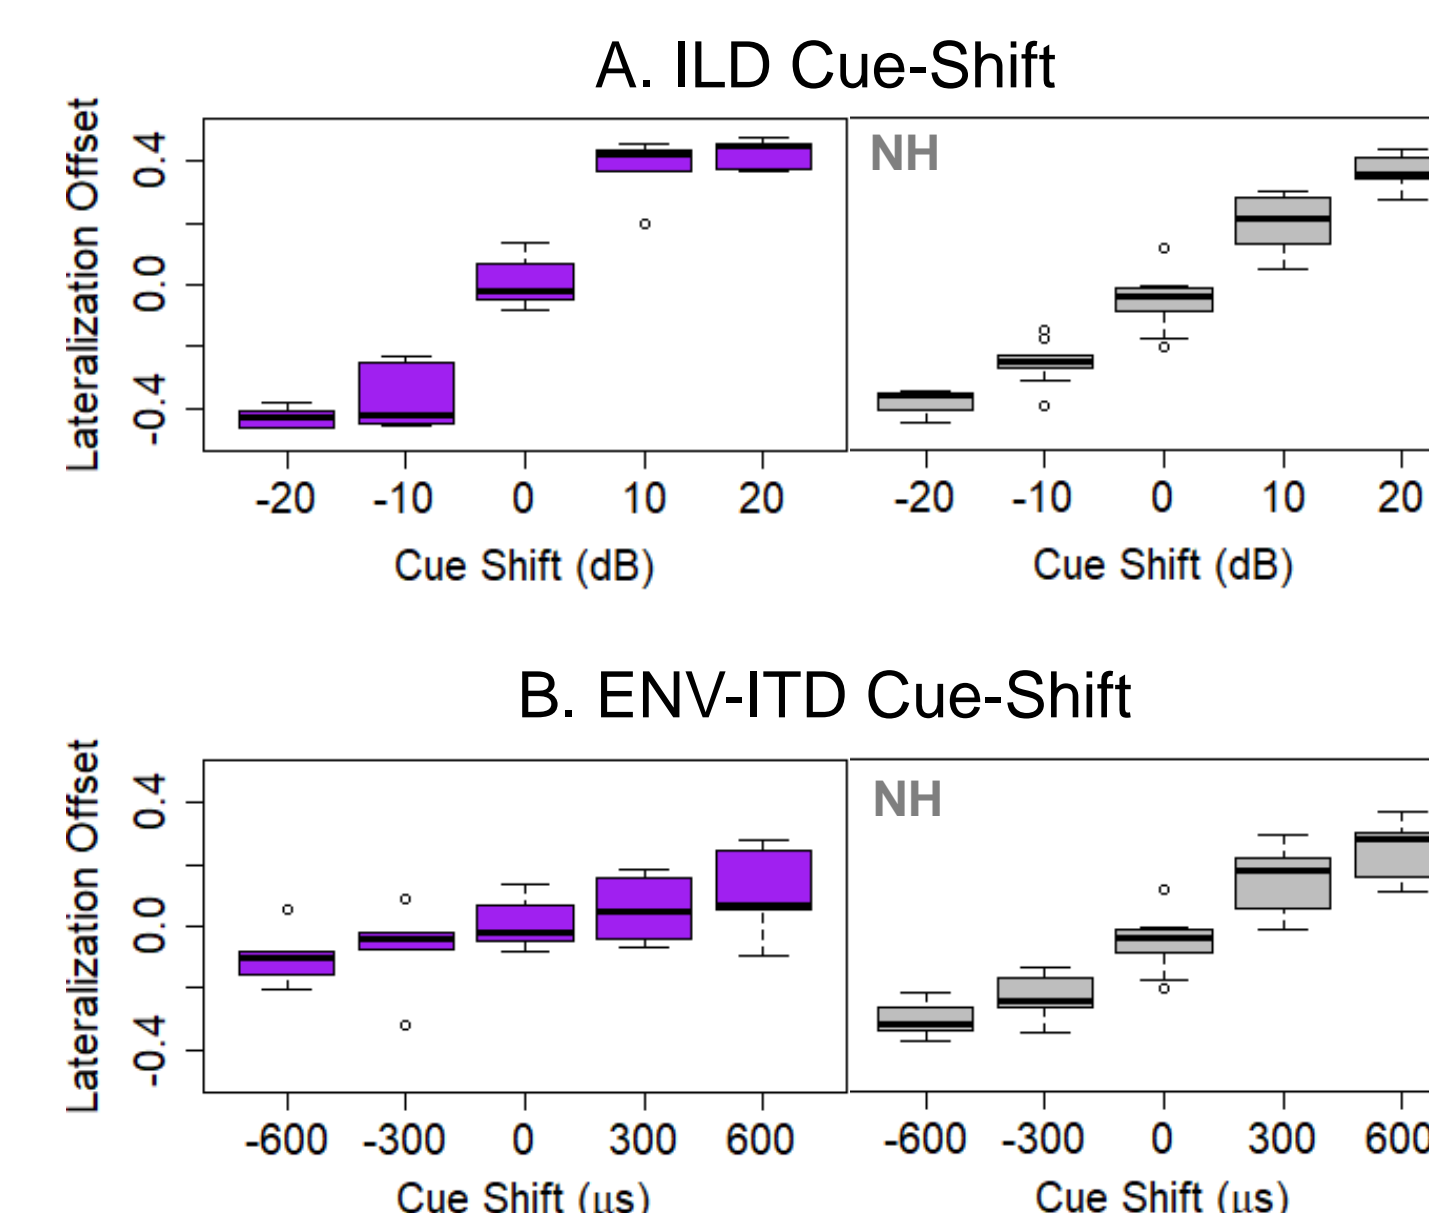 A. ILD Cue-Shift
Lateralization Offset
0.4
0.0
-0.4
NH
-20 -10 0 10 20
-20 -10 0 10 20
Cue Shift (dB)
Cue Shift (dB)
B. ENV-ITD Cue-Shift
Lateralization Offset
0.4
0.0
-0.4
NH
-600 -300 0 300 600
-600 -300 0 300 600
Cue Shift (μs)
Cue Shift (μs)